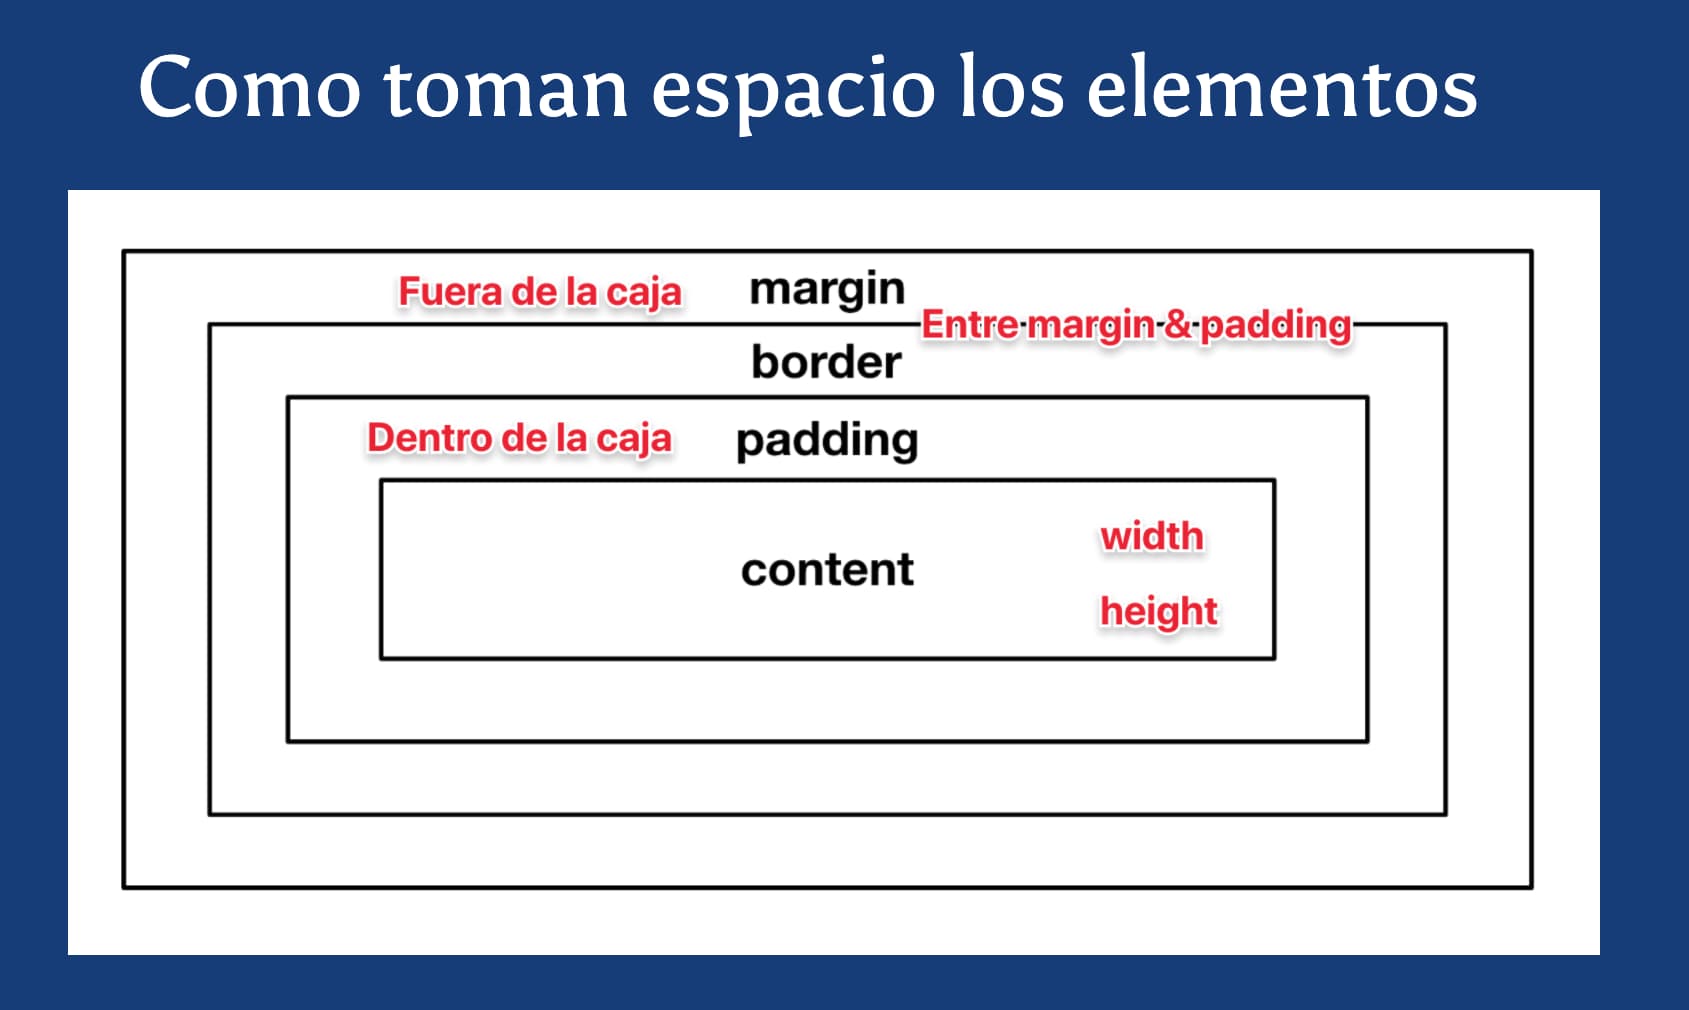 Como toman espacio los elementos
Fuera de la caja margin
Entre margin & padding
border
Dentro de la caja padding
width
content
height